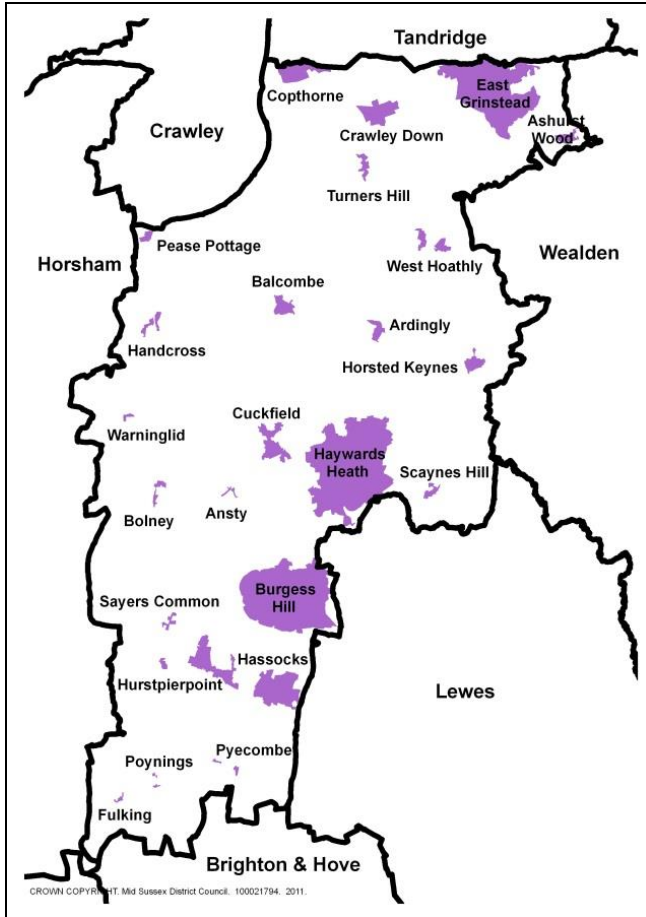 Tandridge
East
Grinstead
Copthorne
Ashurst
Wood
Crawley
Crawley Down
Turners Hill
Pease Pottage
Horsham
West Hoathly
Wealden
Balcombe
Ardingly
Handcross
Horsted Keynes
Cuckfield
Warninglid
Haywards
Heath
Scaynes Hill
Bolney
Ansty
Burgess
Hill
Sayers Common
Hassocks
Hurstpierpoint
Lewes
Pyecombe
Poynings
Fulking
Brighton & Hove
CROWN COPYRIGHT. Mid Sussex District Council. 100021794. 2011.